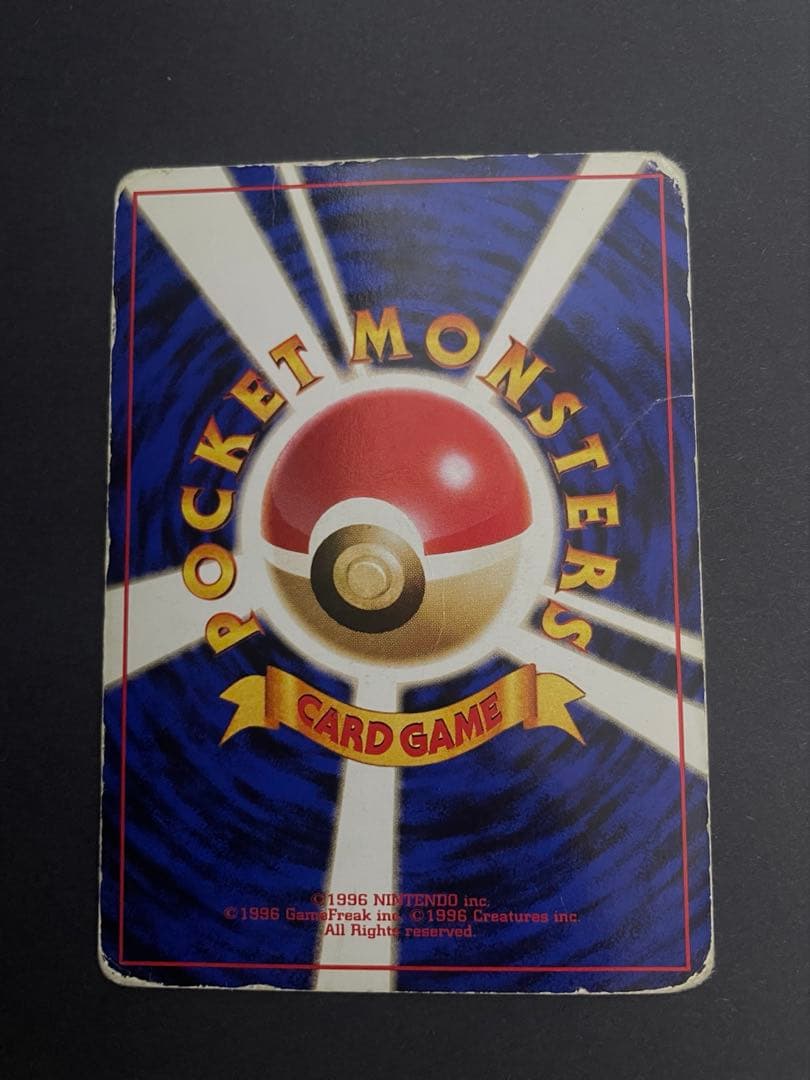 POCKET MONSTERS
CARD GAME
©1996 NINTENDO inc.
©1996 GameFreak inc. ©1996 Creatures inc.
All Rights reserved.